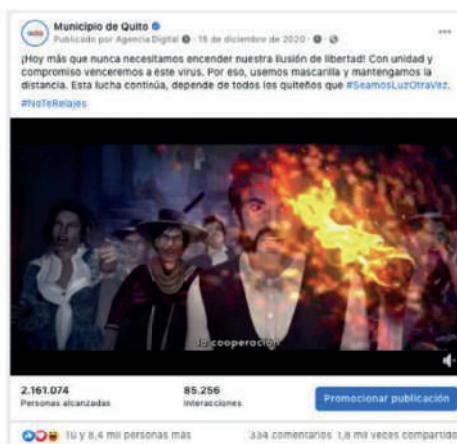 Municipio de Quito
Publicado por Agencia Digital · 15 de diciembre de 2020 ·
¡Hoy más que nunca necesitamos encender nuestra ilusión de libertad! Con unidad y
compromiso venceremos a este virus. Por eso, usemos mascarilla y mantengamos la
distancia. Esta lucha continúa, depende de todos los quiteños que #SeamosLuzOtraVez.
#NoTeRelajes
la cooperación
2.161.074
Personas alcanzadas
85.256
Interacciones
Promocionar publicación
Tú y 8,4 mil personas más
334 comentarios 1,8 mil veces compartido